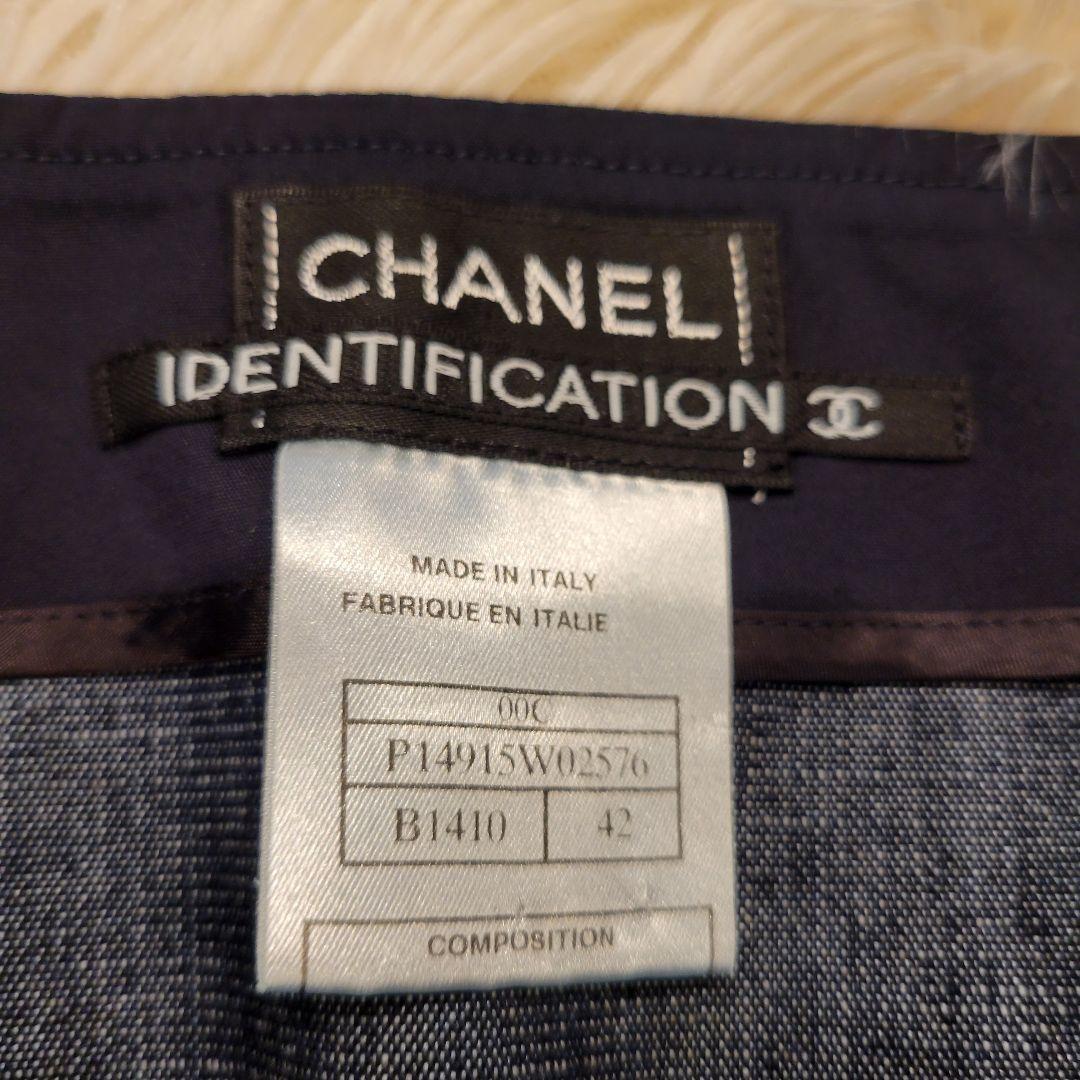 CHANEL
IDENTIFICATION
MADE IN ITALY
FABRIQUE EN ITALIE
00C
P14915W02576
B1410 42
COMPOSITION